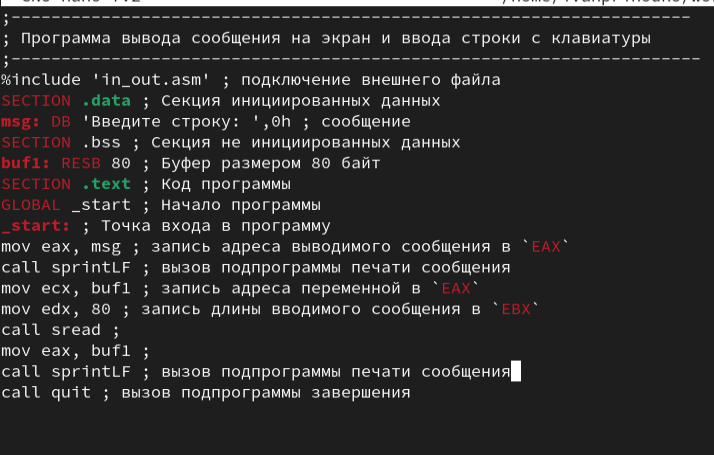 ;-------------------------------------------------------------------
; Программа вывода сообщения на экран и ввода строки с клавиатуры
;--------------------------------------------------------------------
%include 'in_out.asm' ; подключение внешнего файла
SECTION .data ; Секция инициированных данных
msg: DB 'Введите строку: ',0h ; сообщение
SECTION .bss ; Секция не инициированных данных
buf1: RESB 80 ; Буфер размером 80 байт
SECTION .text ; Код программы
GLOBAL _start ; Начало программы
_start: ; Точка входа в программу
mov eax, msg ; запись адреса выводимого сообщения в `EAX`
call sprintLF ; вызов подпрограммы печати сообщения
mov ecx, buf1 ; запись адреса переменной в `EAX`
mov edx, 80 ; запись длины вводимого сообщения в `EBX`
call sread ;
mov eax, buf1 ;
call sprintLF ; вызов подпрограммы печати сообщения
call quit ; вызов подпрограммы завершения